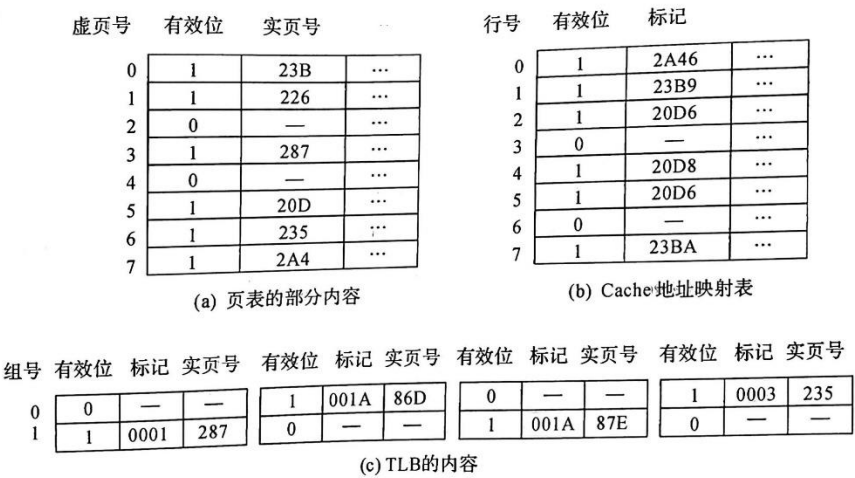 虚页号 有效位 实页号
0 1 23B …
1 1 226 …
2 0 — …
3 1 287 …
4 0 — …
5 1 20D …
6 1 235 …
7 1 2A4 …
(a) 页表的部分内容
行号 有效位 标记
0 1 2A46 …
1 1 23B9 …
2 1 20D6 …
3 0 — …
4 1 20D8 …
5 1 20D6 …
6 0 — …
7 1 23BA …
(b) Cache地址映射表
组号 有效位 标记 实页号 有效位 标记 实页号 有效位 标记 实页号 有效位 标记 实页号
0 0 — — 1 001A 86D 0 — — 1 0003 235
1 1 0001 287 0 — — 1 001A 87E 0 — —
(c) TLB的内容